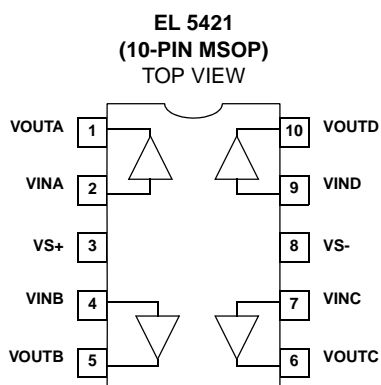 EL 5421
(10-PIN MSOP)
TOP VIEW
VOUTA 1 10 VOUTD
VINA 2 9 VIND
VS+ 3 8 VS-
VINB 4 7 VINC
VOUTB 5 6 VOUTC